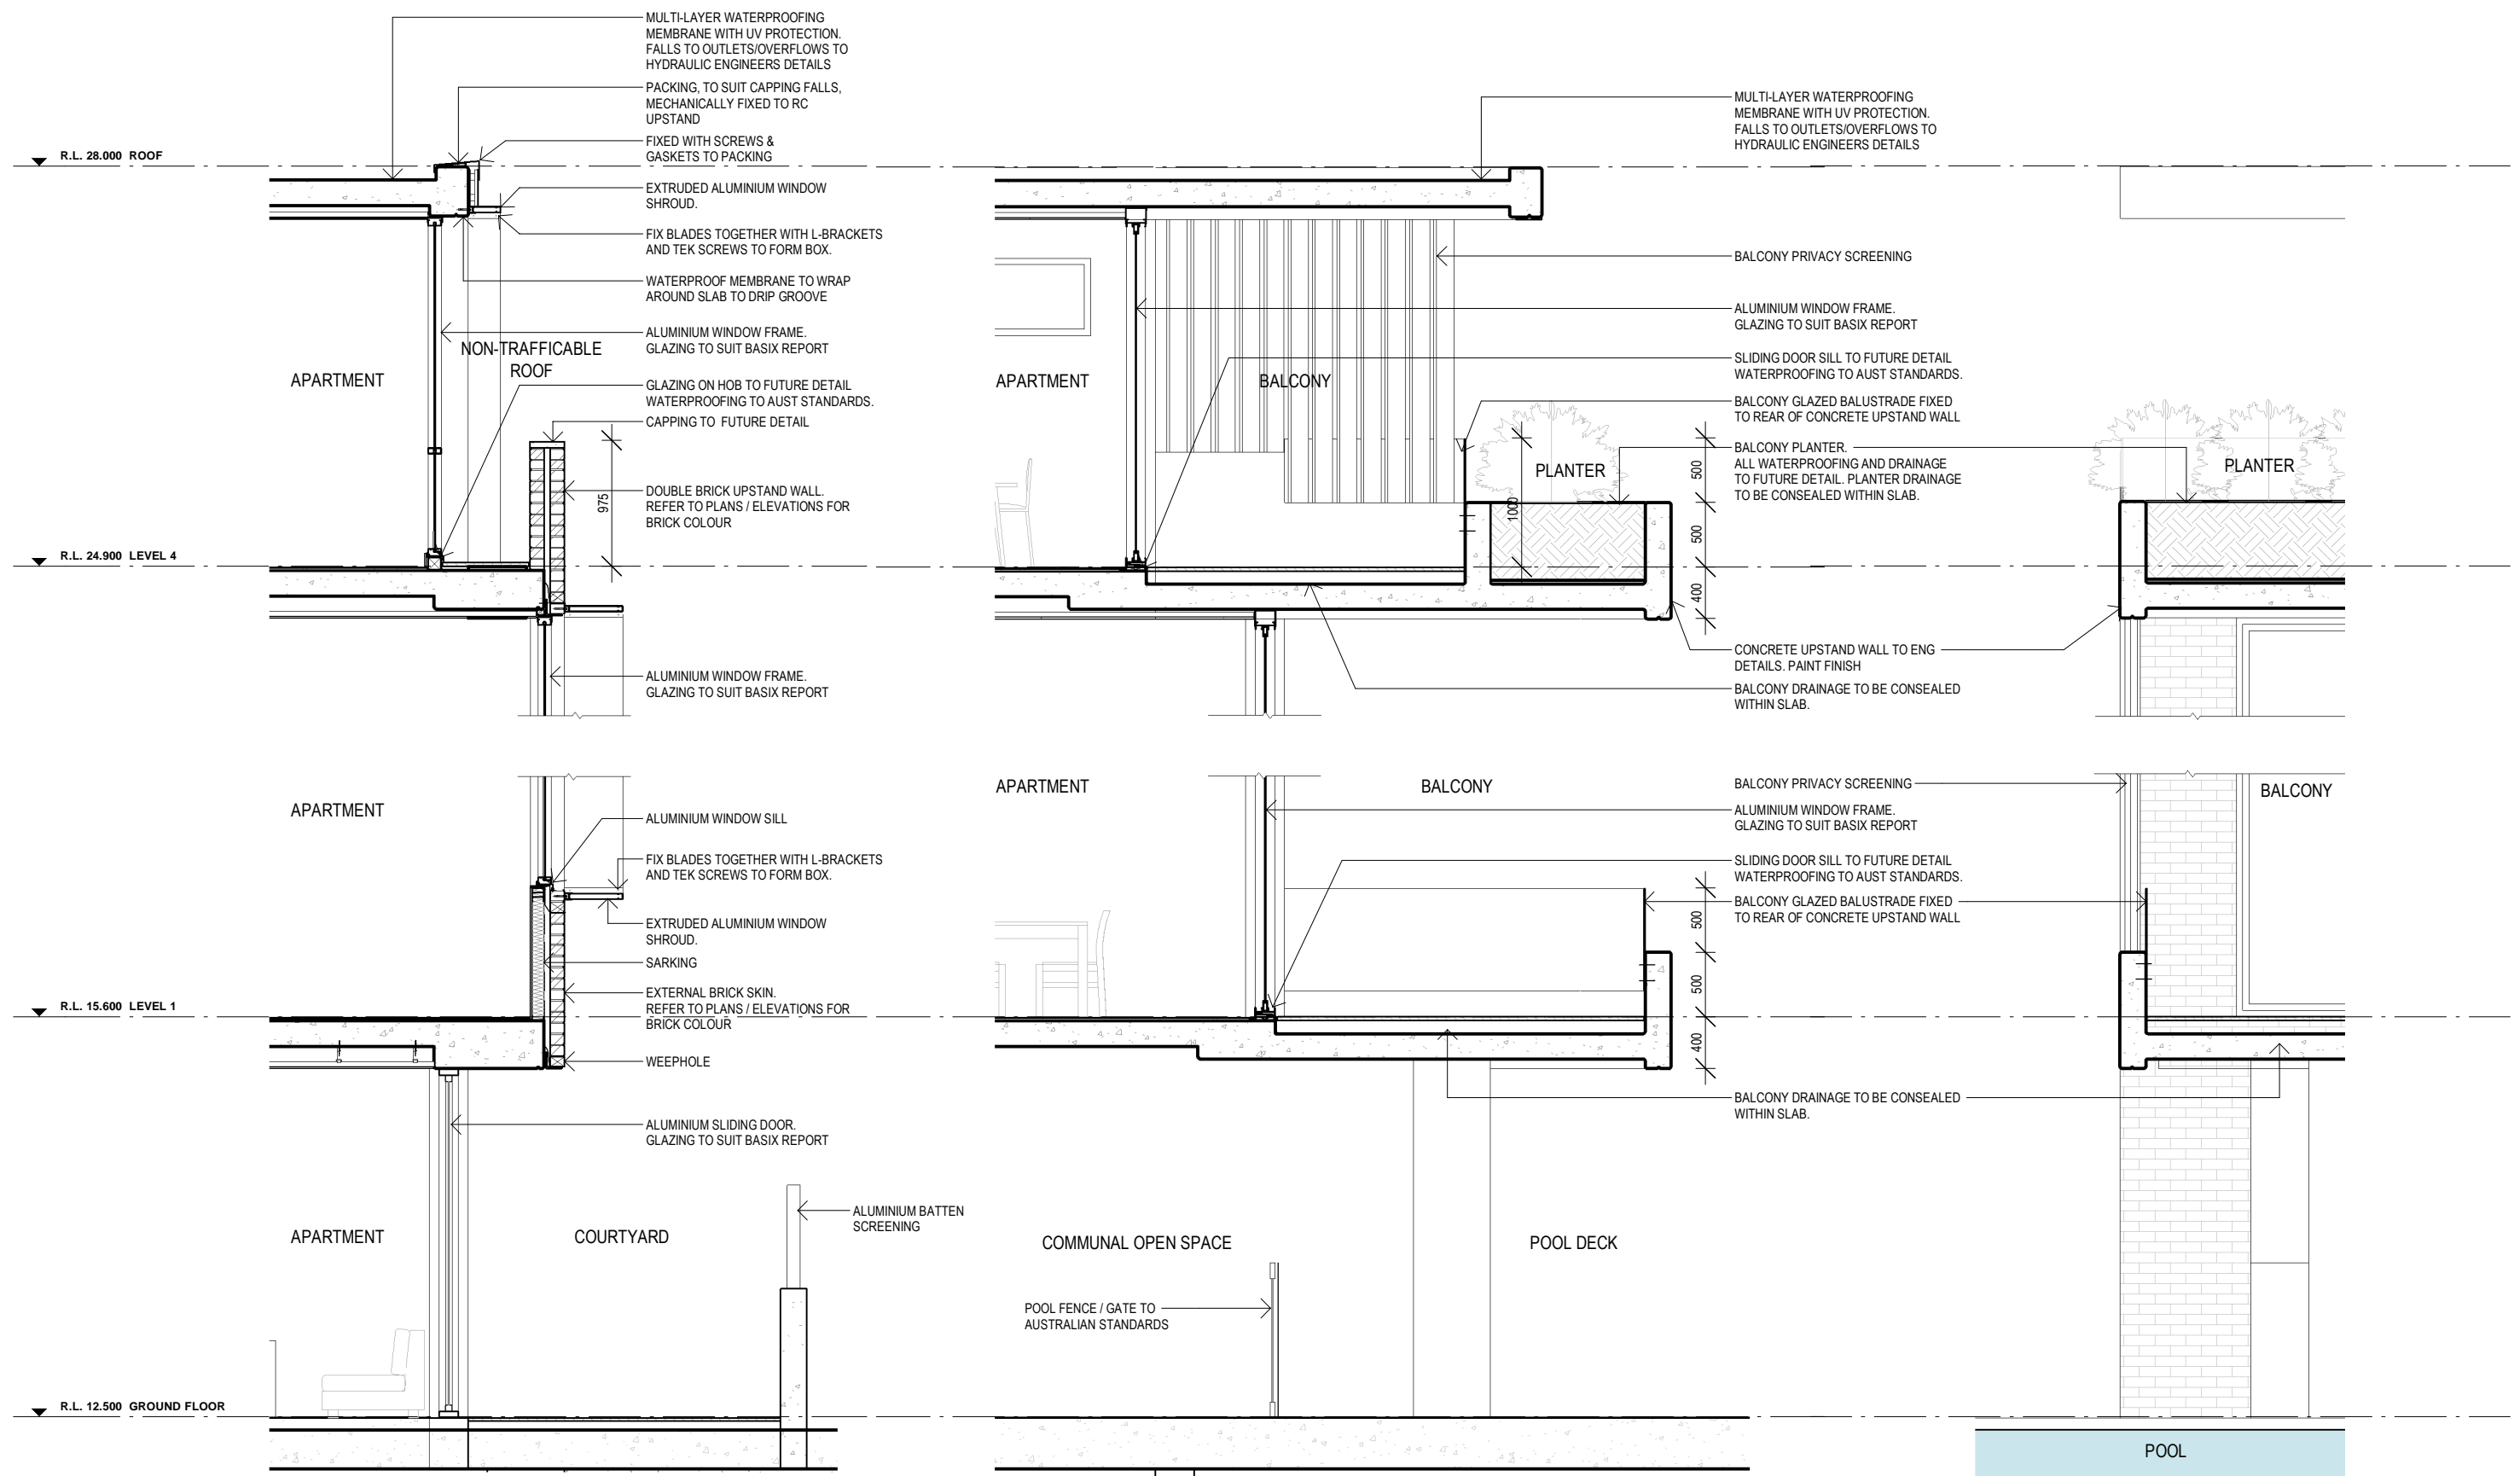 MULTI-LAYER WATERPROOFING
MEMBRANE WITH UV PROTECTION.
FALLS TO OUTLETS/OVERFLOWS TO
HYDRAULIC ENGINEERS DETAILS
PACKING, TO SUIT CAPPING FALLS,
MECHANICALLY FIXED TO RC
UPSTAND
FIXED WITH SCREWS &
GASKETS TO PACKING
R.L. 28.000 ROOF
EXTRUDED ALUMINIUM WINDOW
SHROUD.
FIX BLADES TOGETHER WITH L-BRACKETS
AND TEK SCREWS TO FORM BOX.
WATERPROOF MEMBRANE TO WRAP
AROUND SLAB TO DRIP GROOVE
ALUMINIUM WINDOW FRAME.
GLAZING TO SUIT BASIX REPORT
NON-TRAFFICABLE
ROOF
APARTMENT
GLAZING ON HOB TO FUTURE DETAIL
WATERPROOFING TO AUST STANDARDS.
CAPPING TO FUTURE DETAIL
975
DOUBLE BRICK UPSTAND WALL.
REFER TO PLANS / ELEVATIONS FOR
BRICK COLOUR
R.L. 24.900 LEVEL 4
ALUMINIUM WINDOW FRAME.
GLAZING TO SUIT BASIX REPORT
APARTMENT
ALUMINIUM WINDOW SILL
FIX BLADES TOGETHER WITH L-BRACKETS
AND TEK SCREWS TO FORM BOX.
EXTRUDED ALUMINIUM WINDOW
SHROUD.
SARKING
EXTERNAL BRICK SKIN.
REFER TO PLANS / ELEVATIONS FOR
BRICK COLOUR
R.L. 15.600 LEVEL 1
WEEPHOLE
ALUMINIUM SLIDING DOOR.
GLAZING TO SUIT BASIX REPORT
ALUMINIUM BATTEN
SCREENING
APARTMENT
COURTYARD
R.L. 12.500 GROUND FLOOR
MULTI-LAYER WATERPROOFING
MEMBRANE WITH UV PROTECTION.
FALLS TO OUTLETS/OVERFLOWS TO
HYDRAULIC ENGINEERS DETAILS
BALCONY PRIVACY SCREENING
ALUMINIUM WINDOW FRAME.
GLAZING TO SUIT BASIX REPORT
SLIDING DOOR SILL TO FUTURE DETAIL
WATERPROOFING TO AUST STANDARDS.
APARTMENT
BALCONY
BALCONY GLAZED BALUSTRADE FIXED
TO REAR OF CONCRETE UPSTAND WALL
BALCONY PLANTER.
ALL WATERPROOFING AND DRAINAGE
TO FUTURE DETAIL. PLANTER DRAINAGE
TO BE CONSEALED WITHIN SLAB.
PLANTER
PLANTER
1000
500
500
400
CONCRETE UPSTAND WALL TO ENG
DETAILS. PAINT FINISH
BALCONY DRAINAGE TO BE CONSEALED
WITHIN SLAB.
APARTMENT
BALCONY
BALCONY PRIVACY SCREENING
BALCONY
ALUMINIUM WINDOW FRAME.
GLAZING TO SUIT BASIX REPORT
SLIDING DOOR SILL TO FUTURE DETAIL
WATERPROOFING TO AUST STANDARDS.
BALCONY GLAZED BALUSTRADE FIXED
TO REAR OF CONCRETE UPSTAND WALL
500
500
400
BALCONY DRAINAGE TO BE CONSEALED
WITHIN SLAB.
COMMUNAL OPEN SPACE
POOL DECK
POOL FENCE / GATE TO
AUSTRALIAN STANDARDS
POOL